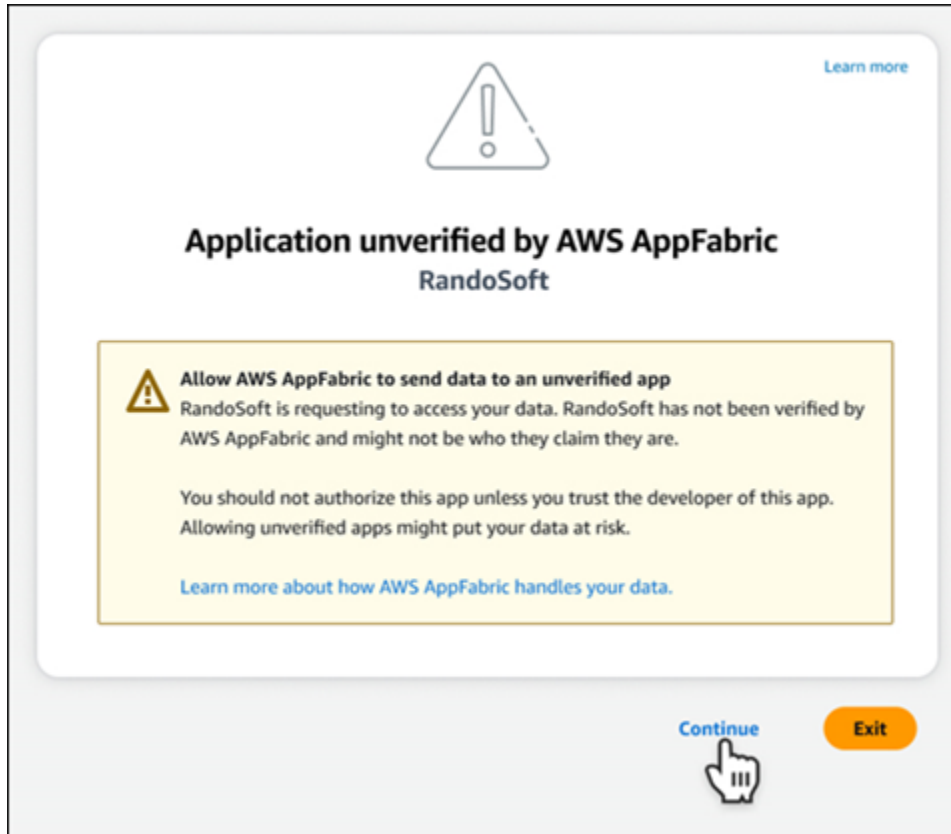 Learn more
Application unverified by AWS AppFabric
RandoSoft
Allow AWS AppFabric to send data to an unverified app
RandoSoft is requesting to access your data. RandoSoft has not been verified by
AWS AppFabric and might not be who they claim they are.
You should not authorize this app unless you trust the developer of this app.
Allowing unverified apps might put your data at risk.
Learn more about how AWS AppFabric handles your data.
Continue
Exit